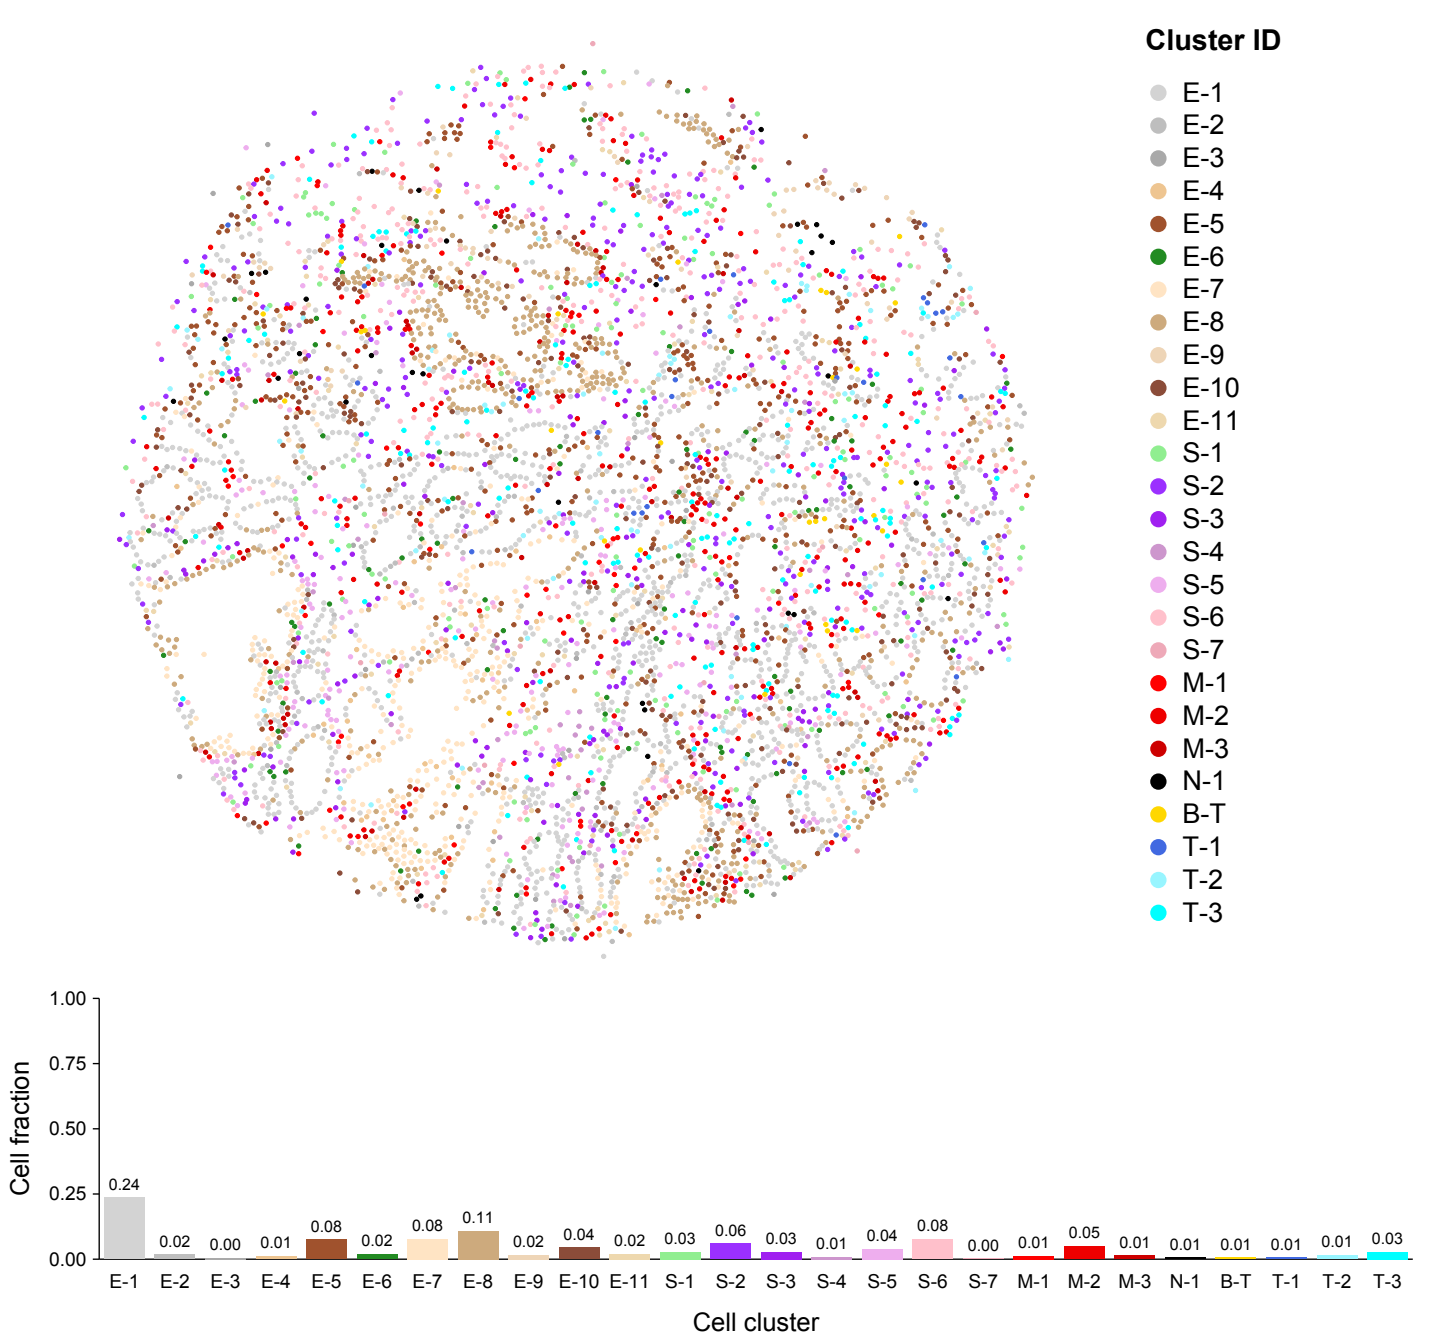 Cluster ID
E-1
E-2
E-3
E-4
E-5
E-6
E-7
E-8
E-9
E-10
E-11
S-1
S-2
S-3
S-4
S-5
S-6
S-7
M-1
M-2
M-3
N-1
B-T
T-1
T-2
T-3
1.00
0.75
0.50
0.25
0.00
Cell fraction
0.24 0.02 0.00 0.01 0.08 0.02 0.08 0.11 0.02 0.04 0.02 0.03 0.06 0.03 0.01 0.04 0.08 0.00 0.01 0.05 0.01 0.01 0.01 0.01 0.01 0.03
E-1 E-2 E-3 E-4 E-5 E-6 E-7 E-8 E-9 E-10 E-11 S-1 S-2 S-3 S-4 S-5 S-6 S-7 M-1 M-2 M-3 N-1 B-T T-1 T-2 T-3
Cell cluster